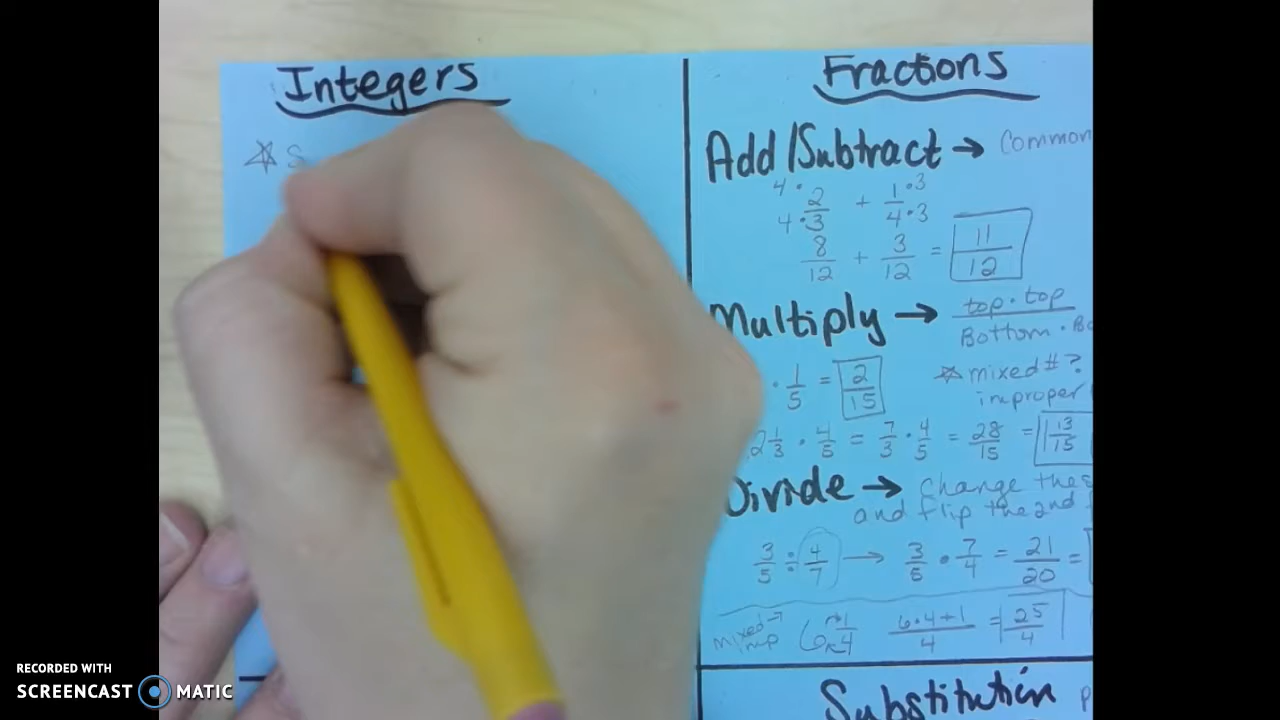 Integers
☆ S
Fractions
Add/Subtract → Common
4 · 2/3 · 4 + 1/4 · 3 · 3
8/12 + 3/12 = 11/12
Multiply → top · top / Bottom · Bo
· 1/5 = 2/15
☆ mixed #?
improper
2 1/3 · 4/5 = 7/3 · 4/5 = 28/15 = 1 13/15
Divide → change the s
and flip the 2nd
3/5 ÷ 4/7 → 3/5 · 7/4 = 21/20 =
mixed →
imp
6 1/4
6·4+1/4 = 25/4
Substitution
RECORDED WITH
SCREENCAST MATIC